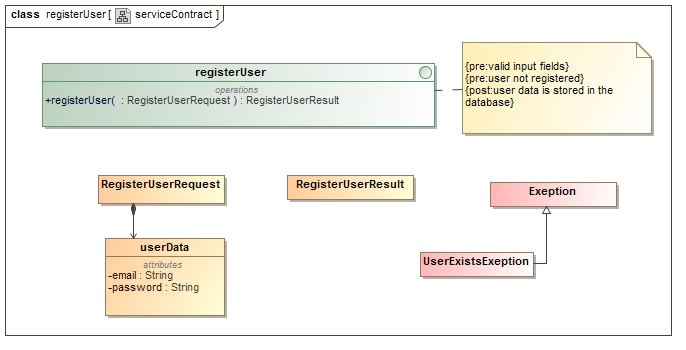 class registerUser [ serviceContract ]
registerUser
operations
+registerUser( : RegisterUserRequest ) : RegisterUserResult
{pre:valid input fields}
{pre:user not registered}
{post:user data is stored in the
database}
RegisterUserRequest
RegisterUserResult
Exeption
userData
attributes
-email : String
-password : String
UserExistsExeption